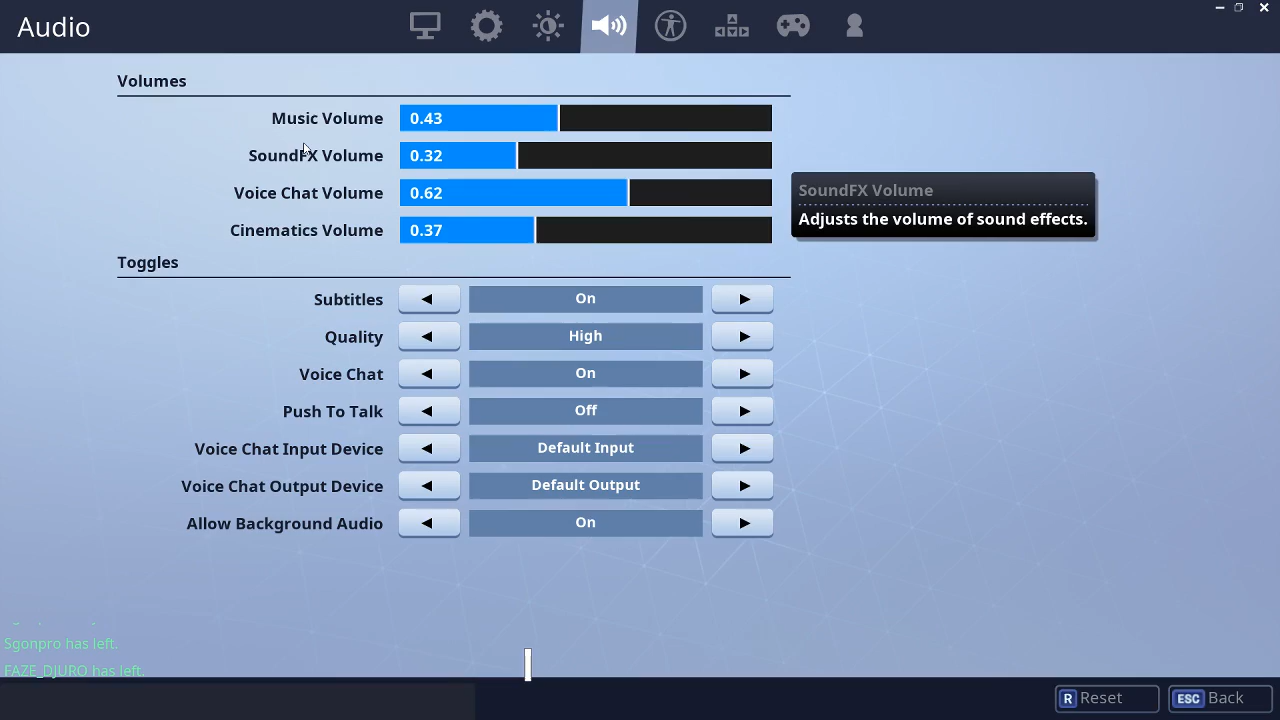 Audio
Volumes
Music Volume 0.43
SoundFX Volume 0.32
Voice Chat Volume 0.62
Cinematics Volume 0.37
SoundFX Volume
Adjusts the volume of sound effects.
Toggles
Subtitles On
Quality High
Voice Chat On
Push To Talk Off
Voice Chat Input Device Default Input
Voice Chat Output Device Default Output
Allow Background Audio On
Sgonpro has left.
FAZE_DJURO has left.
R Reset ESC Back